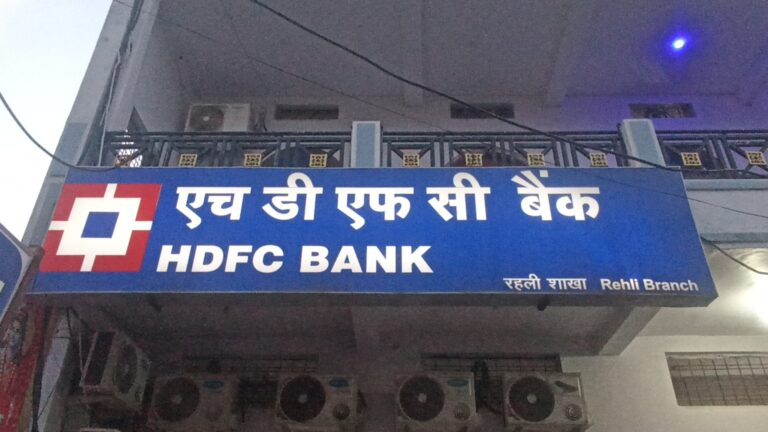 एच डी एफ सी बैंक
HDFC BANK
रहली शाखा Rehli Branch